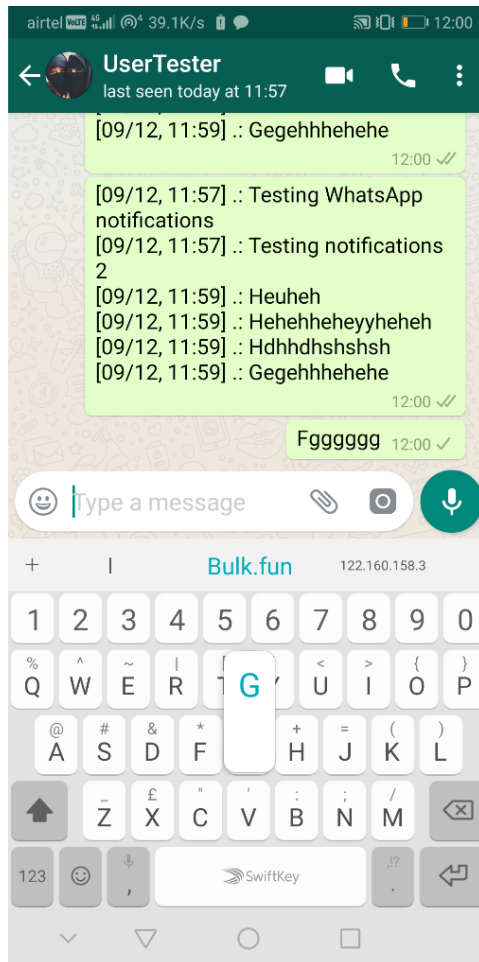 airtel VoLTE 4G 39.1K/s 12:00
UserTester
last seen today at 11:57
[09/12, 11:59] .: Gegehhhehehe
12:00
[09/12, 11:57] .: Testing WhatsApp
notifications
[09/12, 11:57] .: Testing notifications
2
[09/12, 11:59] .: Heuheh
[09/12, 11:59] .: Hehehheheyyheheh
[09/12, 11:59] .: Hdhhdhshshsh
[09/12, 11:59] .: Gegehhhehehe
12:00
Fgggggg 12:00
Type a message
+ I Bulk.fun 122.160.158.3
1 2 3 4 5 6 7 8 9 0
% ^ ~ | < > { }
Q W E R T G U I O P
@ # & * + = ( )
A S D F H J K L
_ £ " ' : ; /
Z X C V B N M
123 , SwiftKey ,!? .